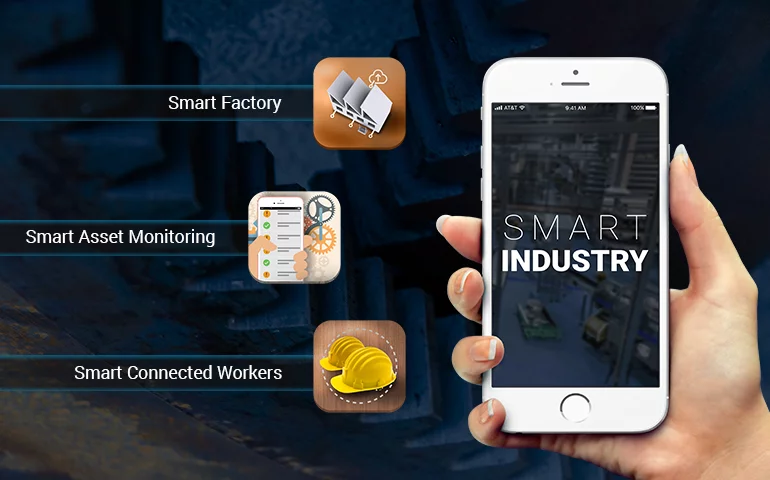 Smart Factory
Smart Asset Monitoring
Smart Connected Workers
AT&T
9:41 AM
100%
SMART
INDUSTRY